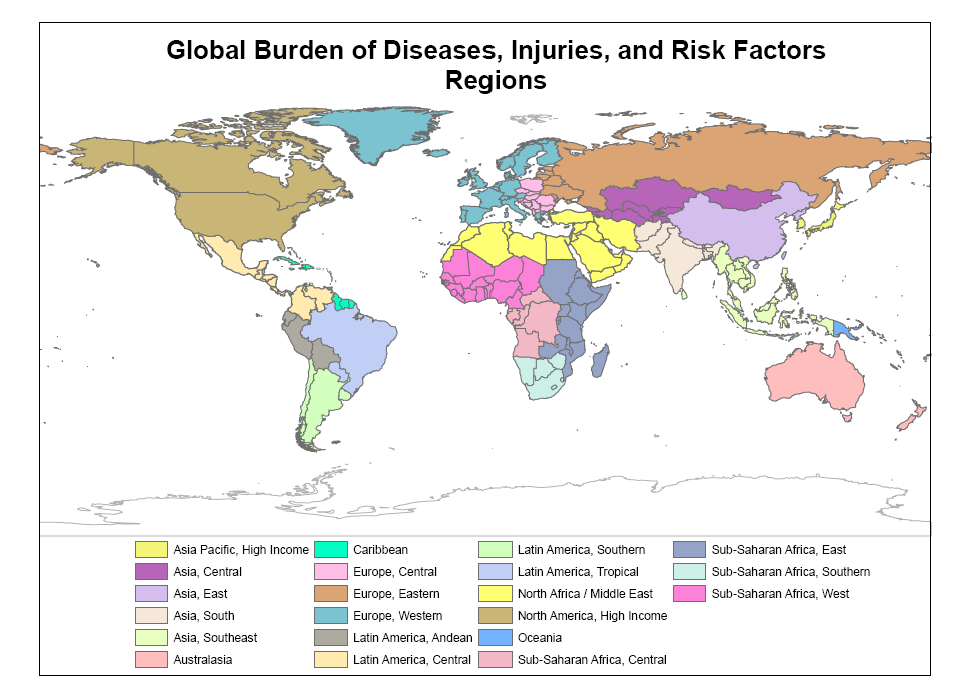 Global Burden of Diseases, Injuries, and Risk Factors
Regions
Asia Pacific, High Income
Asia, Central
Asia, East
Asia, South
Asia, Southeast
Australasia
Caribbean
Europe, Central
Europe, Eastern
Europe, Western
Latin America, Andean
Latin America, Central
Latin America, Southern
Latin America, Tropical
North Africa / Middle East
North America, High Income
Oceania
Sub-Saharan Africa, Central
Sub-Saharan Africa, East
Sub-Saharan Africa, Southern
Sub-Saharan Africa, West